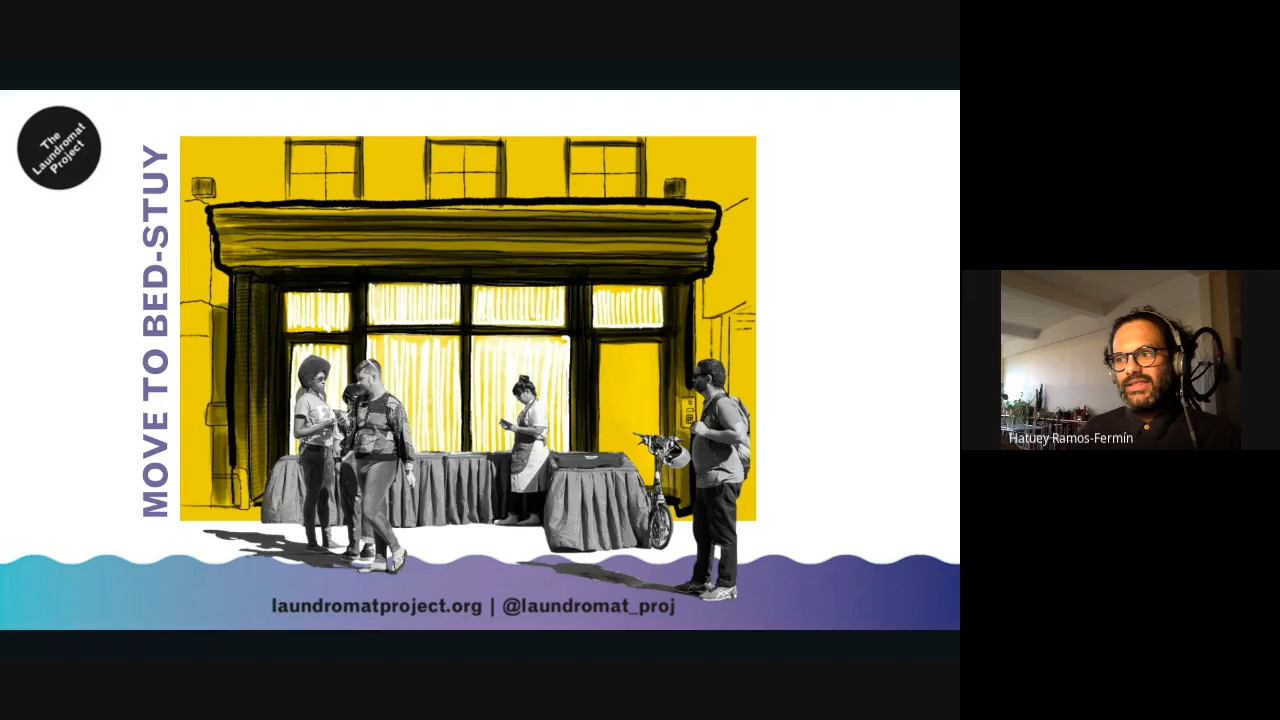 The
Laundromat
Project
MOVE TO BED-STUY
laundromatproject.org | @laundromat_proj
Hatuey Ramos-Fermín